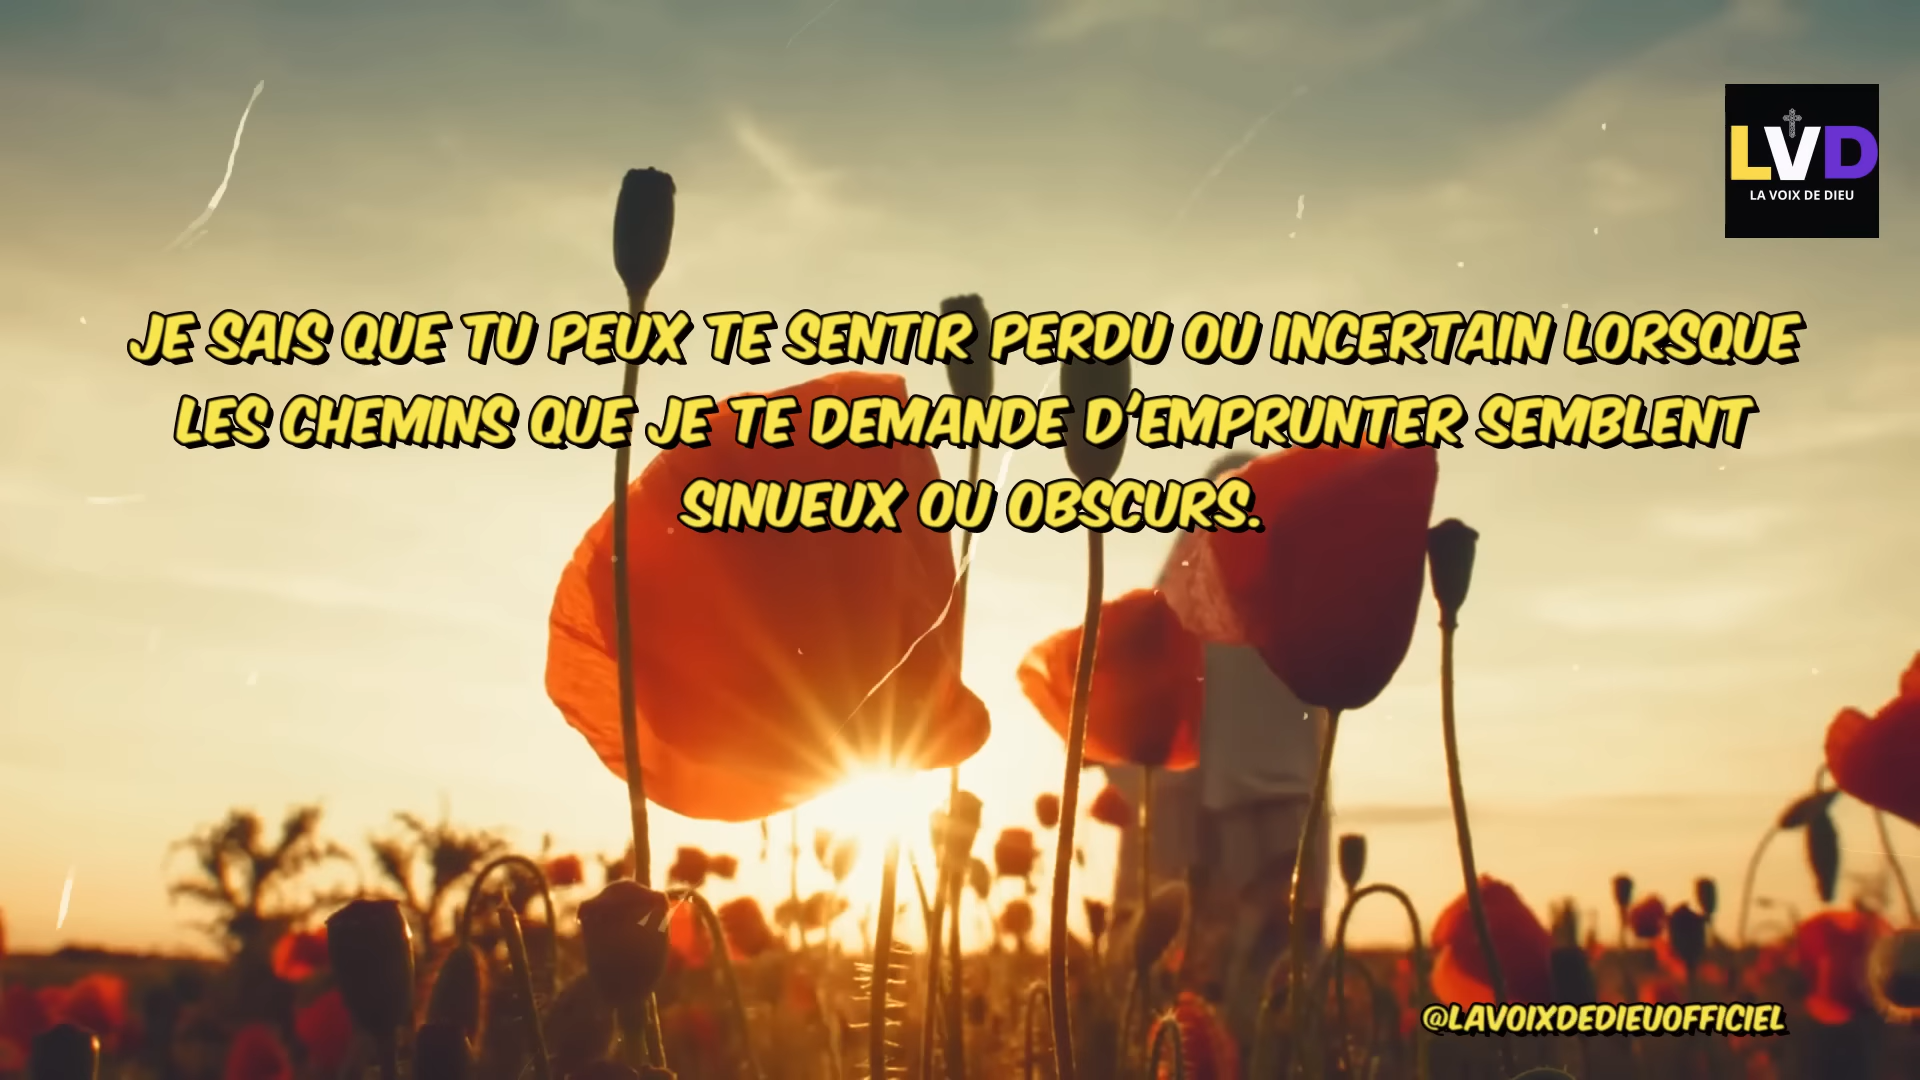 LVD
LA VOIX DE DIEU
JE SAIS QUE TU PEUX TE SENTIR PERDU OU INCERTAIN LORSQUE
LES CHEMINS QUE JE TE DEMANDE D'EMPRUNTER SEMBLENT
SINUEUX OU OBSCURS.
@LAVOIXDEDIEUOFFICIEL